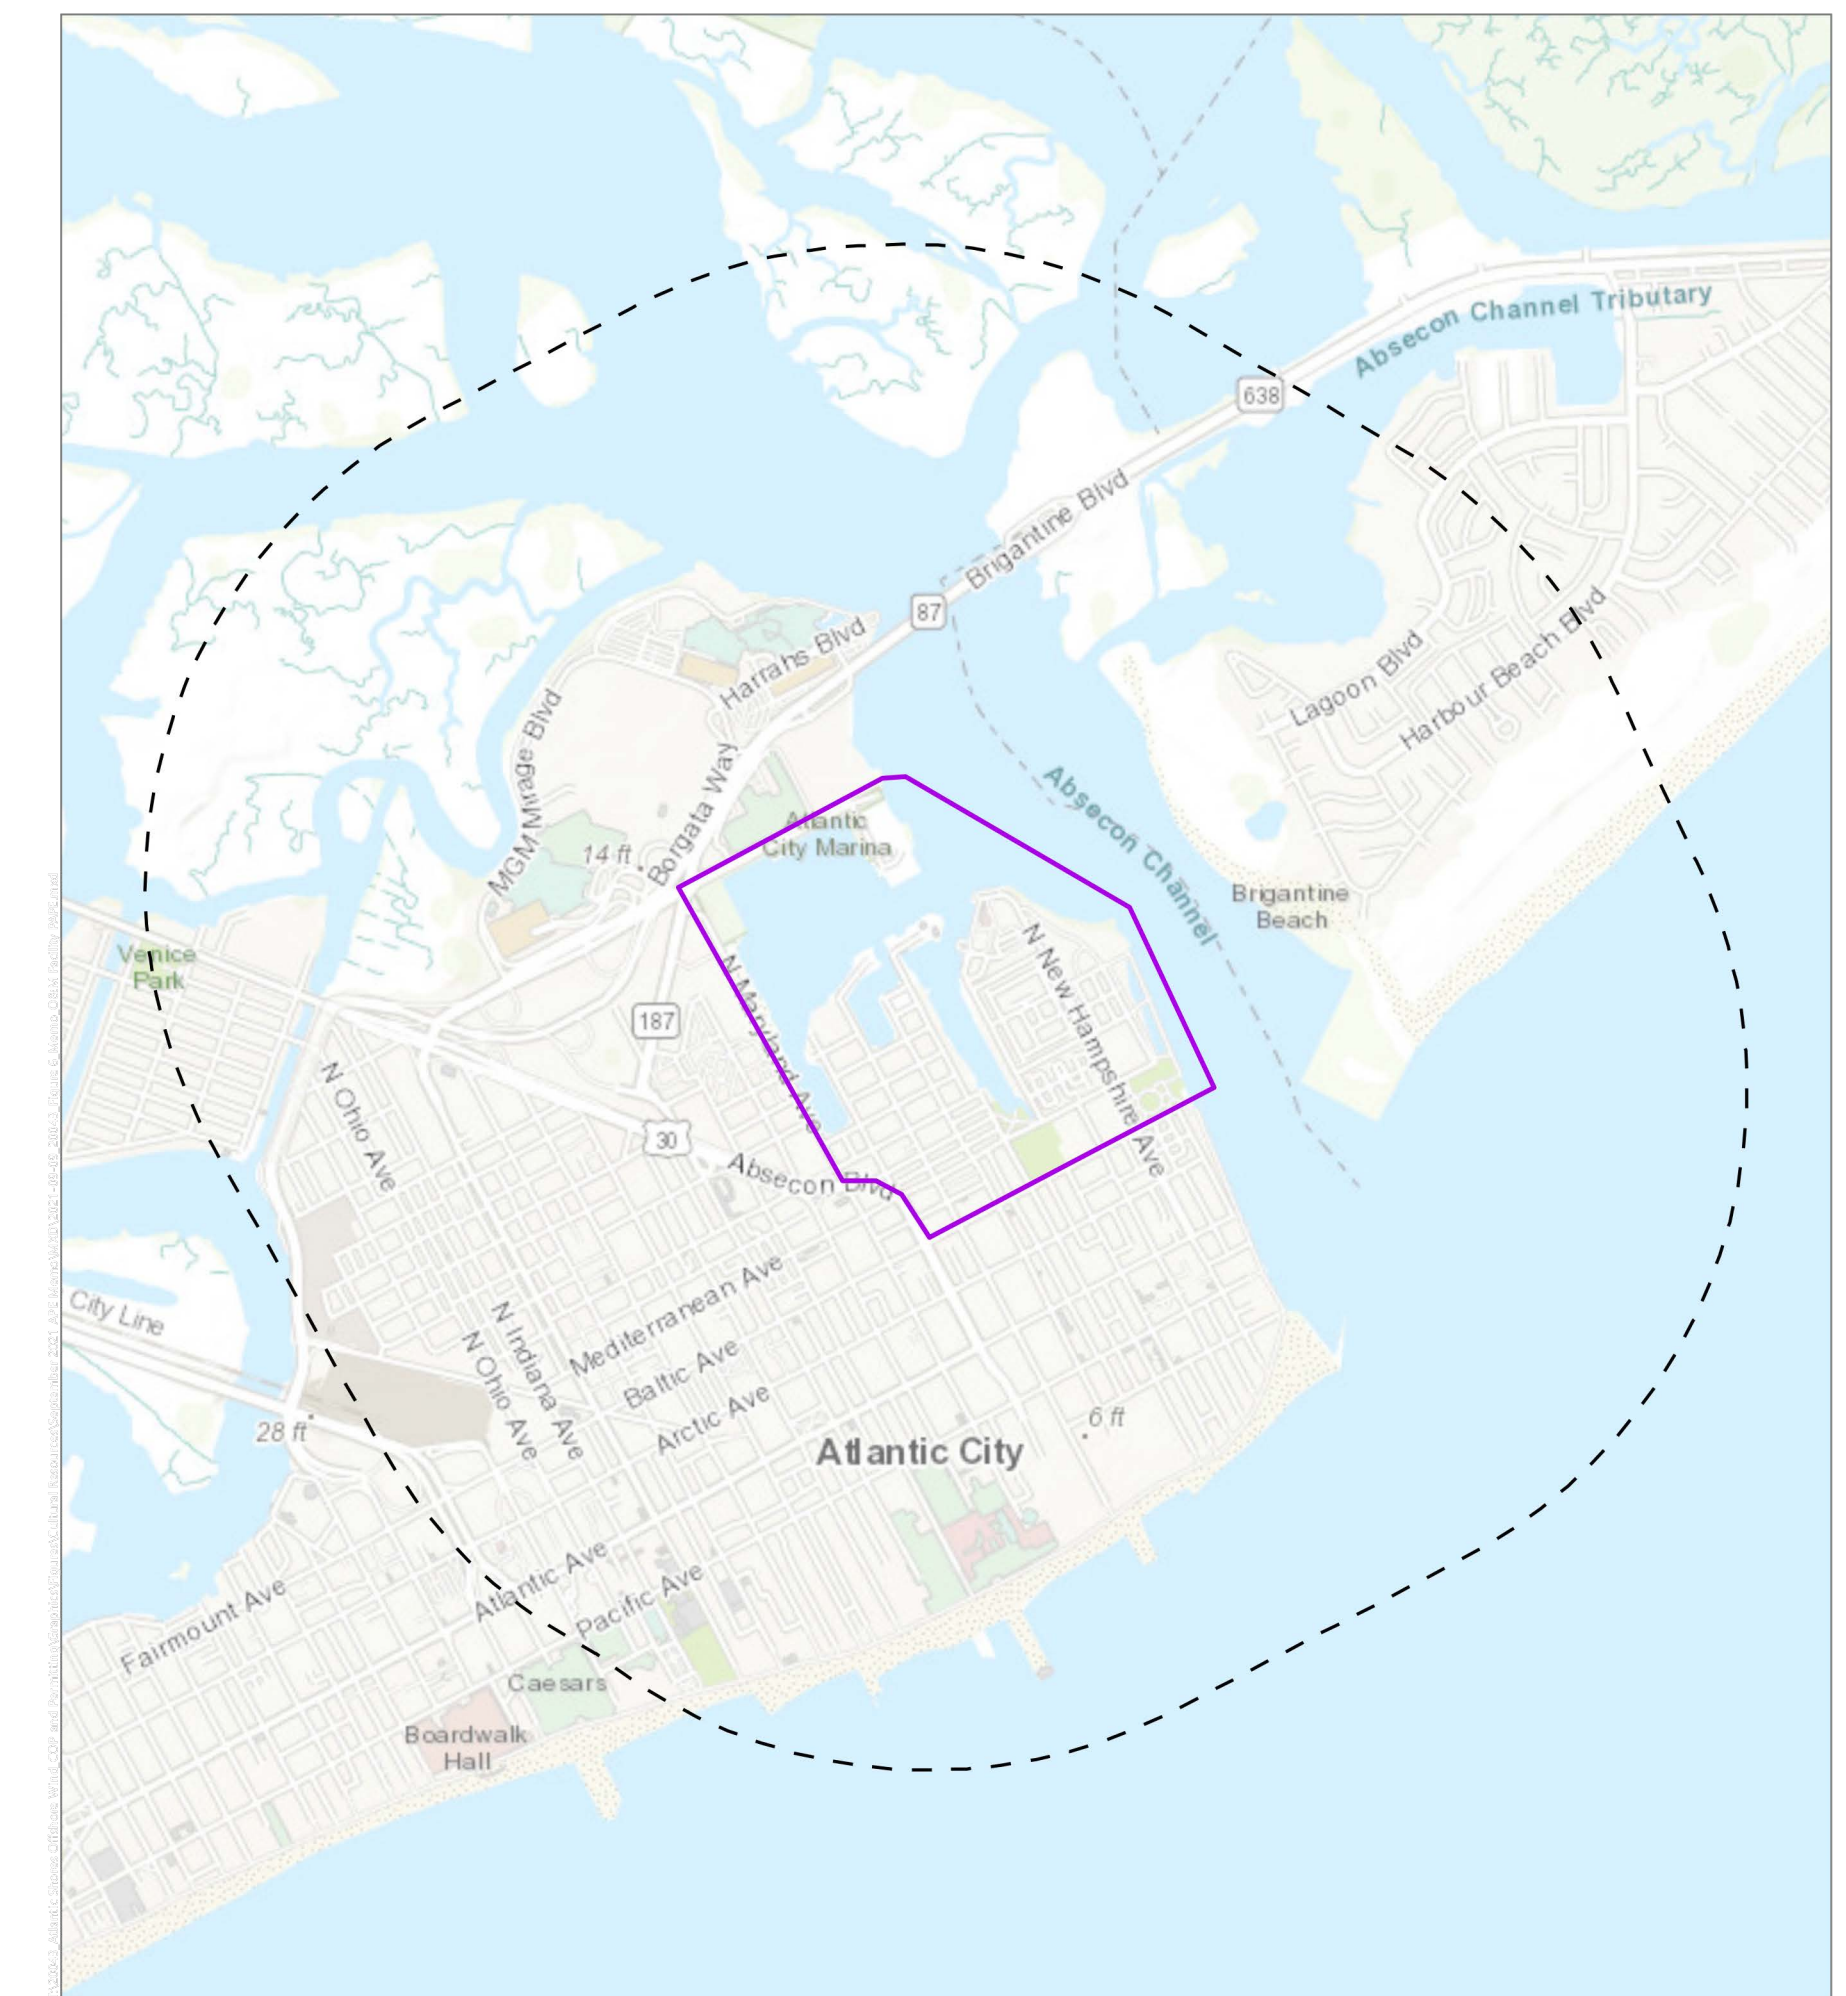 Absecon Channel Tributary
638
Brigantine Blvd
87
Harrahs Blvd
Lagoon Blvd
Harbour Beach Blvd
MGM Mirage Blvd
Borgata Way
Absecon Channel
Atlantic
City Marina
14 ft
Brigantine
Beach
Venice
Park
N Maryland Ave
N New Hampshire Ave
187
N Ohio Ave
30
Absecon Blvd
City Line
Mediterranean Ave
N Indiana Ave
N Ohio Ave
Baltic Ave
Arctic Ave
28 ft
6 ft
Atlantic City
Atlantic Ave
Pacific Ave
Fairmount Ave
Caesars
Boardwalk
Hall